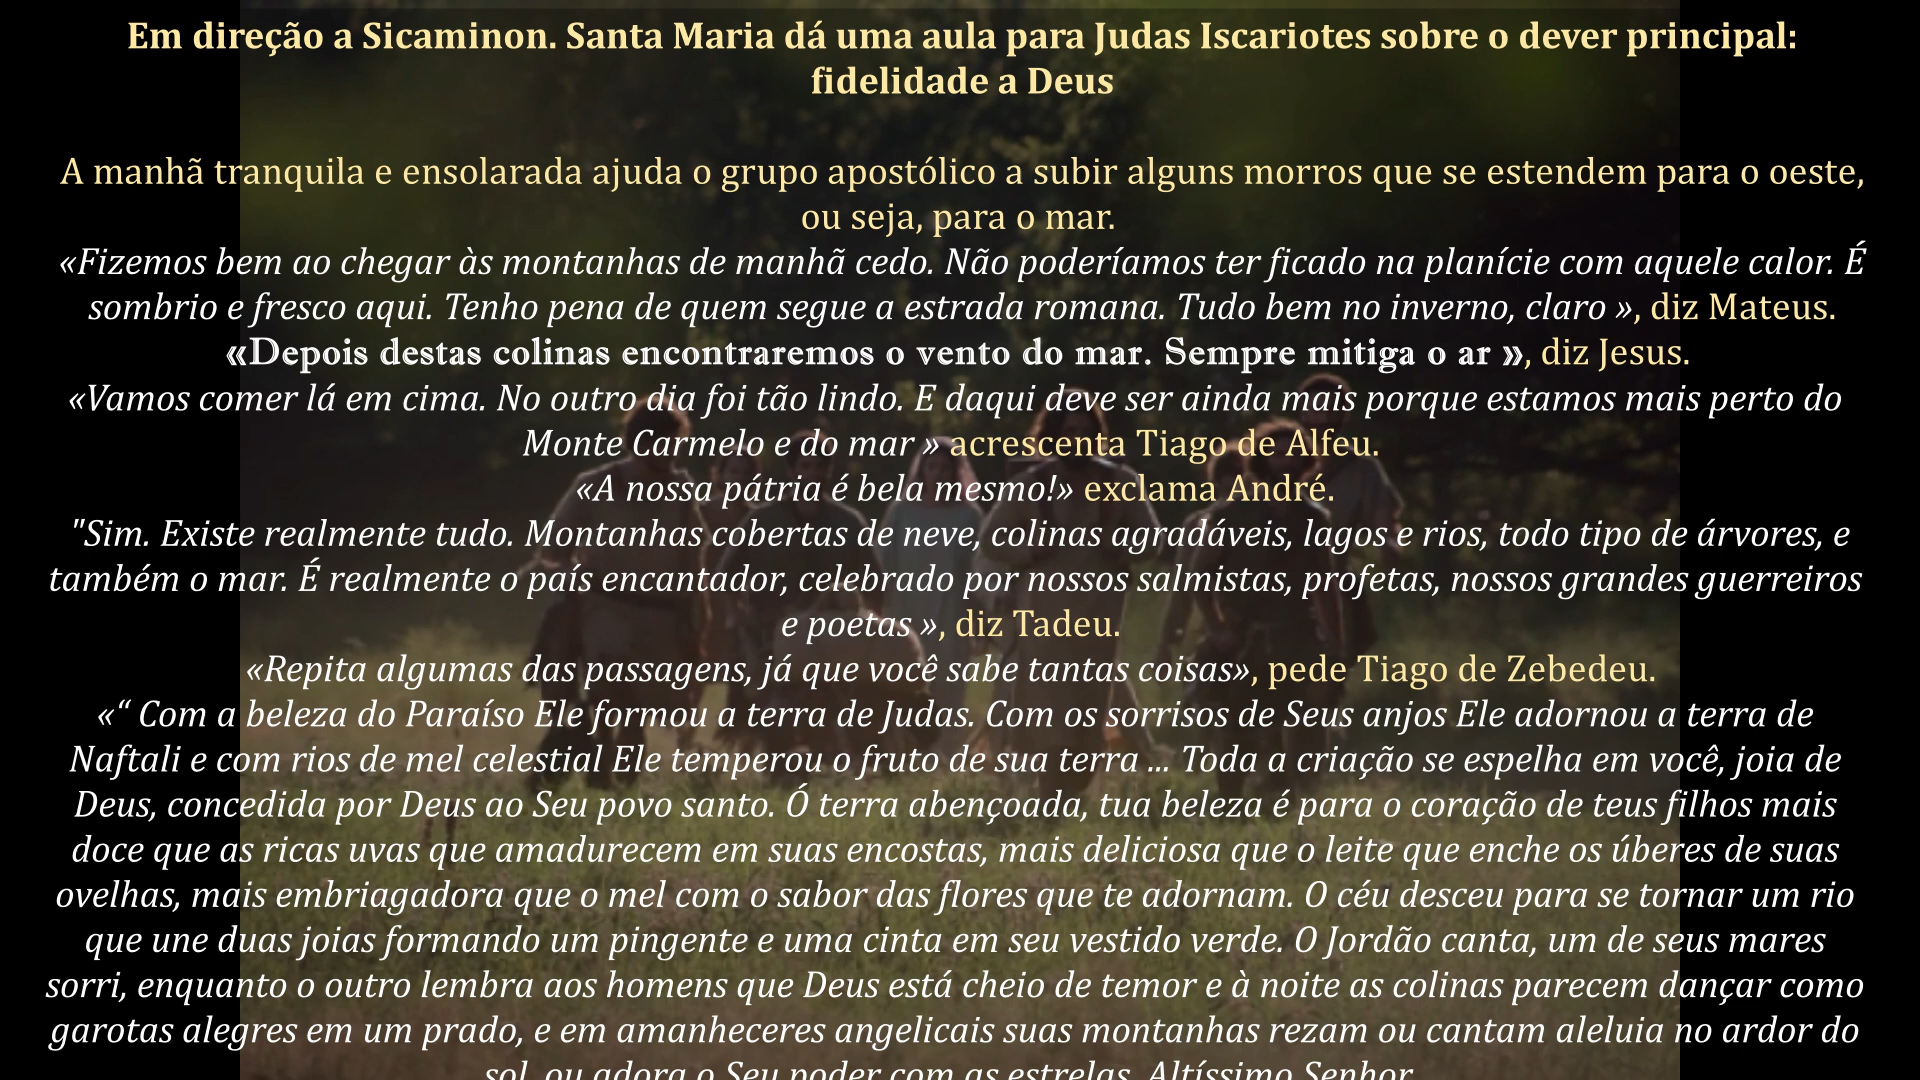 Em direção a Sicaminon. Santa Maria dá uma aula para Judas Iscariotes sobre o dever principal:
fidelidade a Deus
A manhã tranquila e ensolarada ajuda o grupo apostólico a subir alguns morros que se estendem para o oeste,
ou seja, para o mar.
«Fizemos bem ao chegar às montanhas de manhã cedo. Não poderíamos ter ficado na planície com aquele calor. É
sombrio e fresco aqui. Tenho pena de quem segue a estrada romana. Tudo bem no inverno, claro », diz Mateus.
«Depois destas colinas encontraremos o vento do mar. Sempre mitiga o ar », diz Jesus.
«Vamos comer lá em cima. No outro dia foi tão lindo. E daqui deve ser ainda mais porque estamos mais perto do
Monte Carmelo e do mar » acrescenta Tiago de Alfeu.
«A nossa pátria é bela mesmo!» exclama André.
"Sim. Existe realmente tudo. Montanhas cobertas de neve, colinas agradáveis, lagos e rios, todo tipo de árvores, e
também o mar. É realmente o país encantador, celebrado por nossos salmistas, profetas, nossos grandes guerreiros
e poetas », diz Tadeu.
«Repita algumas das passagens, já que você sabe tantas coisas», pede Tiago de Zebedeu.
«“ Com a beleza do Paraíso Ele formou a terra de Judas. Com os sorrisos de Seus anjos Ele adornou a terra de
Naftali e com rios de mel celestial Ele temperou o fruto de sua terra ... Toda a criação se espelha em você, joia de
Deus, concedida por Deus ao Seu povo santo. Ó terra abençoada, tua beleza é para o coração de teus filhos mais
doce que as ricas uvas que amadurecem em suas encostas, mais deliciosa que o leite que enche os úberes de suas
ovelhas, mais embriagadora que o mel com o sabor das flores que te adornam. O céu desceu para se tornar um rio
que une duas joias formando um pingente e uma cinta em seu vestido verde. O Jordão canta, um de seus mares
sorri, enquanto o outro lembra aos homens que Deus está cheio de temor e à noite as colinas parecem dançar como
garotas alegres em um prado, e em amanheceres angelicais suas montanhas rezam ou cantam aleluia no ardor do
sol, ou adora o Seu poder com as estrelas, Altíssimo Senhor